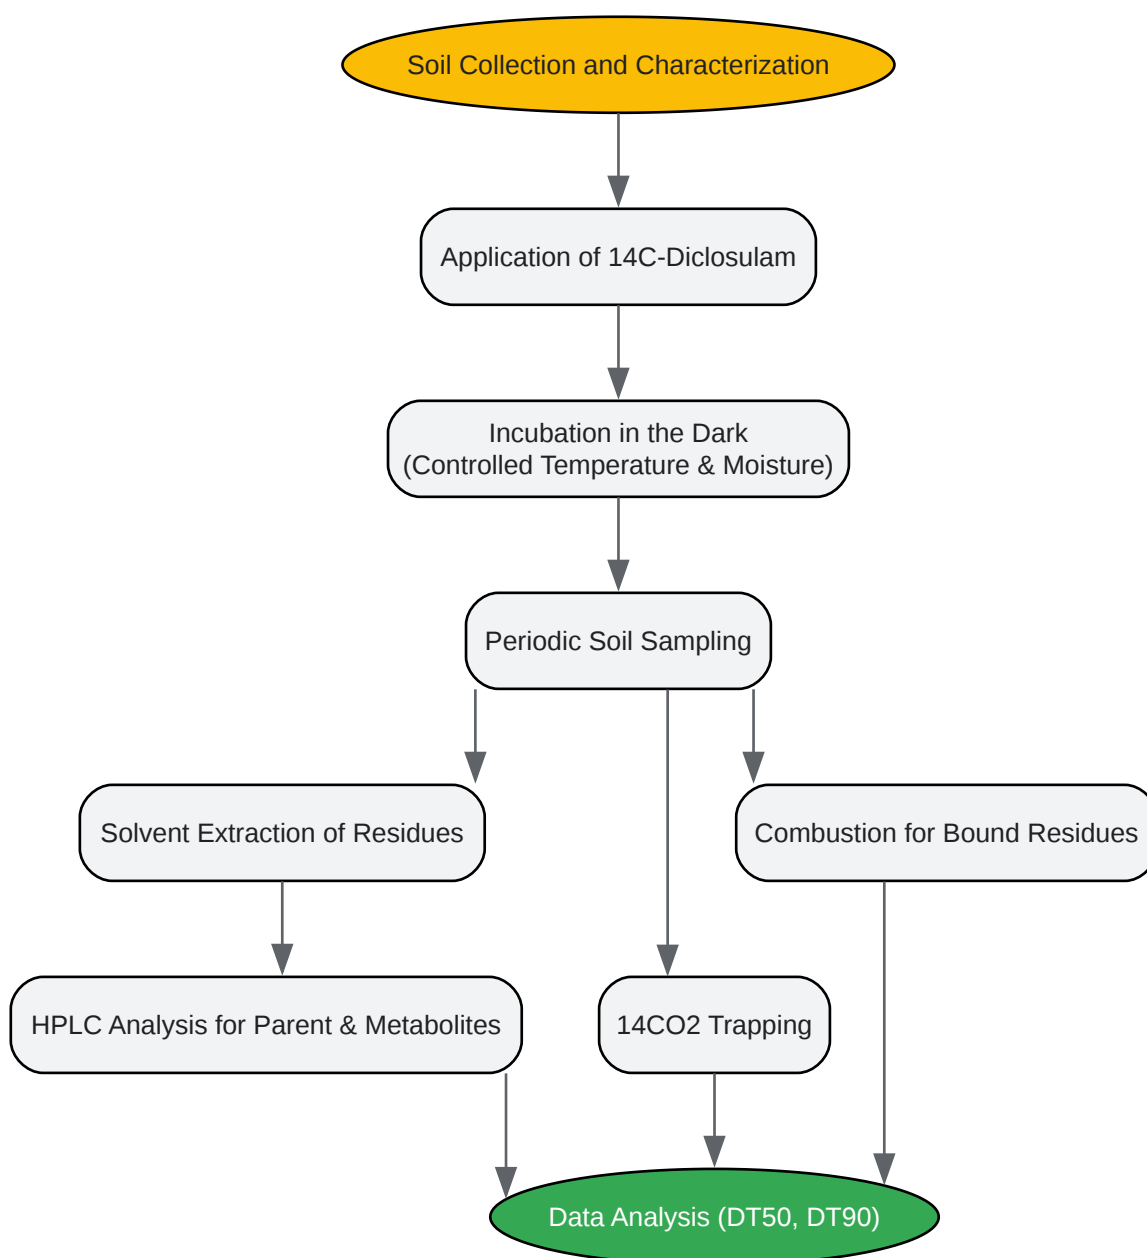 Soil Collection and Characterization
Application of 14C-Diclosulam
Incubation in the Dark
(Controlled Temperature & Moisture)
Periodic Soil Sampling
Solvent Extraction of Residues
Combustion for Bound Residues
HPLC Analysis for Parent & Metabolites
14CO2 Trapping
Data Analysis (DT50, DT90)